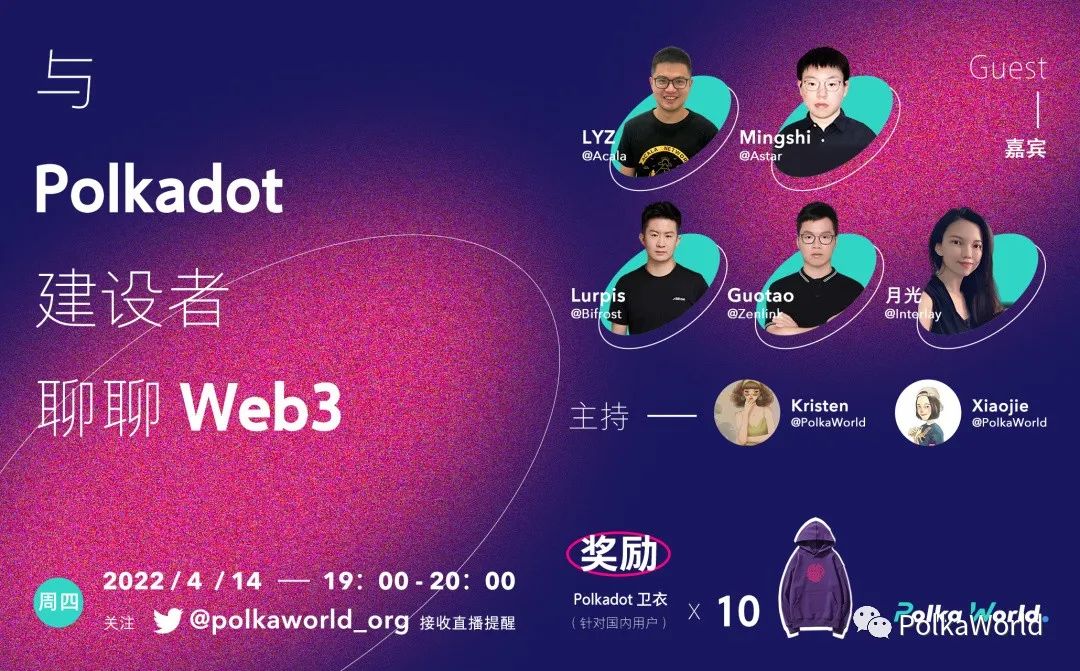 与
Polkadot
建设者
聊聊 Web3
Guest
嘉宾
LYZ
@Acala
Mingshi
@Astar
Lurpis
@Bifrost
Guotao
@Zenlink
月光
@Interlay
主持
Kristen
@PolkaWorld
Xiaojie
@PolkaWorld
周四
2022 / 4 / 14 — 19：00 - 20：00
关注 @polkaworld_org 接收直播提醒
奖励
Polkadot 卫衣
（ 针对国内用户 ）
X 10
Polka World.
PolkaWorld